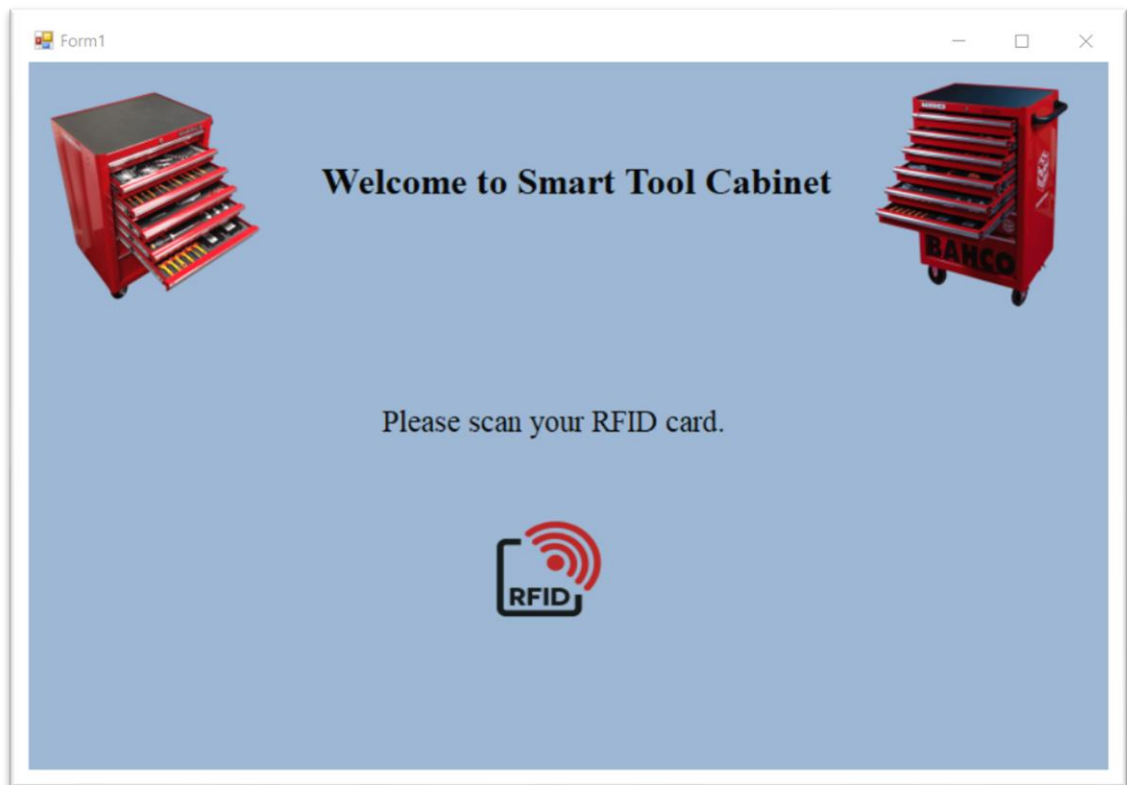 Form1
Welcome to Smart Tool Cabinet
BAHCO
Please scan your RFID card.
RFID